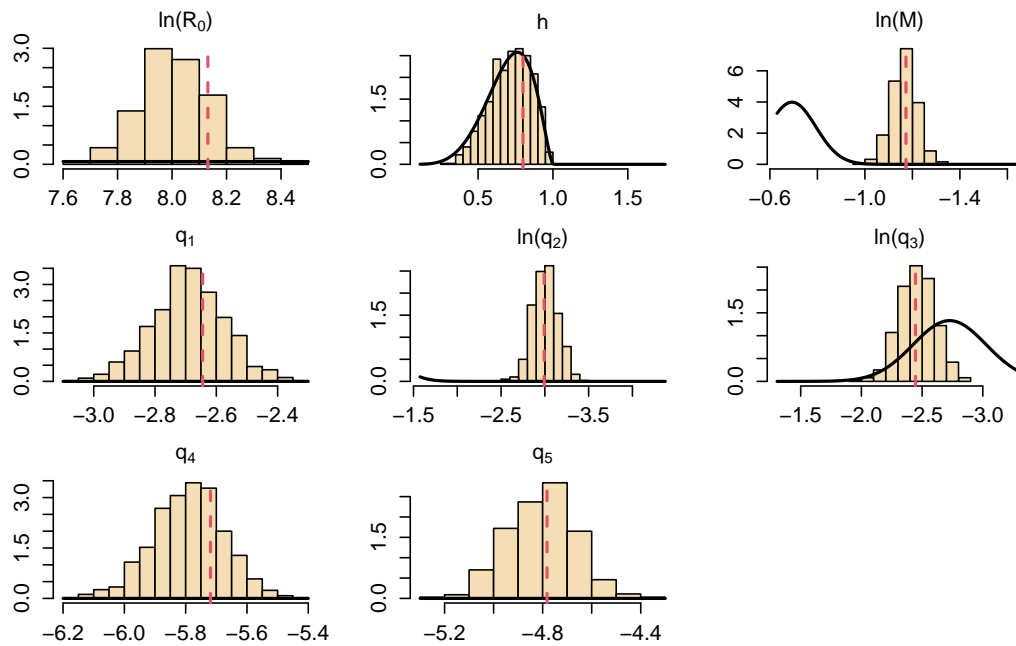 ln(R₀)
3.0
1.5
0.0
7.6 7.8 8.0 8.2 8.4
h
1.5
0.0
0.5 1.0 1.5
ln(M)
6
4
2
0
−0.6 −1.0 −1.4
q₁
3.0
1.5
0.0
−3.0 −2.8 −2.6 −2.4
ln(q₂)
1.5
0.0
−1.5 −2.5 −3.5
ln(q₃)
1.5
0.0
−1.5 −2.0 −2.5 −3.0
q₄
3.0
1.5
0.0
−6.2 −6.0 −5.8 −5.6 −5.4
q₅
1.5
0.0
−5.2 −4.8 −4.4